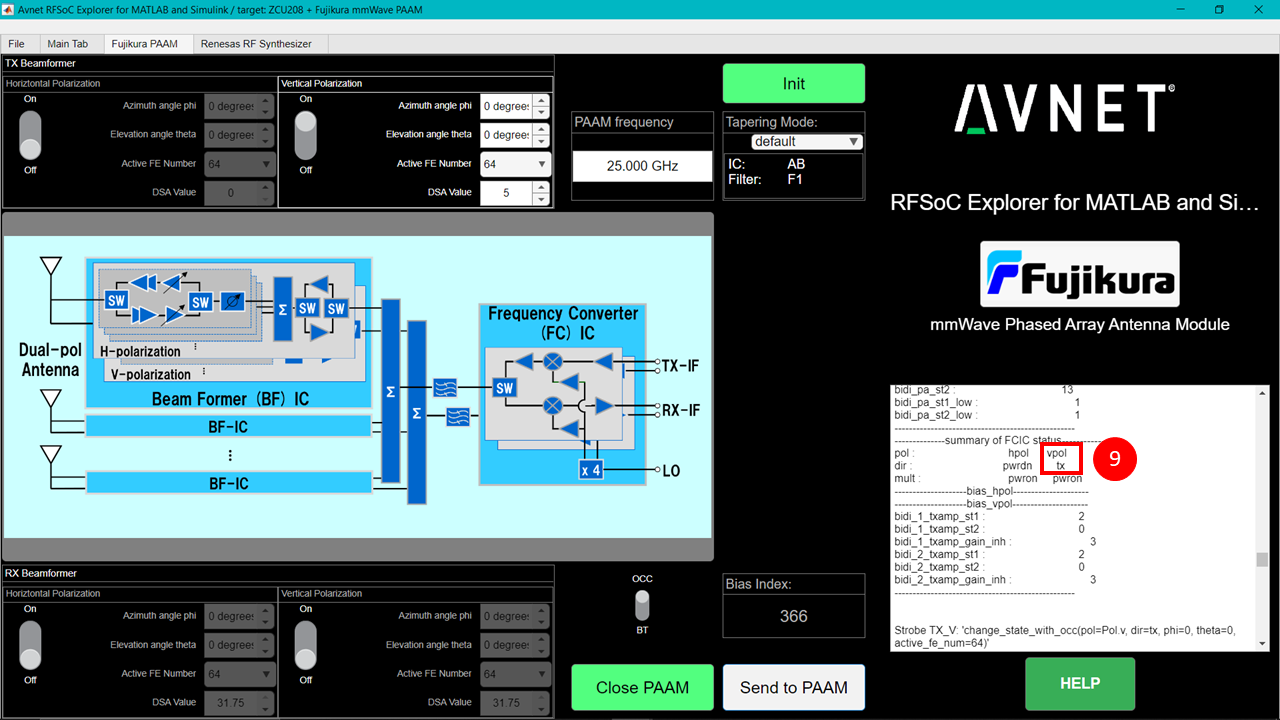 Avnet RFSoC Explorer for MATLAB and Simulink / target: ZCU208 + Fujikura mmWave PAAM
File Main Tab Fujikura PAAM Renesas RF Synthesizer
TX Beamformer
Horiztontal Polarization
On
Off
Azimuth angle phi 0 degrees
Elevation angle theta 0 degrees
Active FE Number 64
DSA Value 0
Vertical Polarization
On
Off
Azimuth angle phi 0 degrees
Elevation angle theta 0 degrees
Active FE Number 64
DSA Value 5
PAAM frequency
25.000 GHz
Init
Tapering Mode:
default
IC: AB
Filter: F1
AVNET®
RFSoC Explorer for MATLAB and Si...
Fujikura
mmWave Phased Array Antenna Module
Dual-pol
Antenna
SW
SW
Σ
SW
SW
H-polarization
V-polarization
Beam Former (BF) IC
BF-IC
BF-IC
Σ
Σ
Frequency Converter
(FC) IC
SW
x 4
TX-IF
RX-IF
LO
bidi_pa_st2 : 13
bidi_pa_st1_low : 1
bidi_pa_st2_low : 1
--------------------------------------------------
--------------summary of FCIC status-----------
pol : hpol vpol
dir : pwrdn tx
mult : pwron pwron
--------------------bias_hpol---------------------
--------------------bias_vpol---------------------
bidi_1_txamp_st1 : 2
bidi_1_txamp_st2 : 0
bidi_1_txamp_gain_inh : 3
bidi_2_txamp_st1 : 2
bidi_2_txamp_st2 : 0
bidi_2_txamp_gain_inh : 3
--------------------------------------------------
Strobe TX_V: 'change_state_with_occ(pol=Pol.v, dir=tx, phi=0, theta=0,
active_fe_num=64)'
9
RX Beamformer
Horiztontal Polarization
On
Off
Azimuth angle phi 0 degrees
Elevation angle theta 0 degrees
Active FE Number 64
DSA Value 31.75
Vertical Polarization
On
Off
Azimuth angle phi 0 degrees
Elevation angle theta 0 degrees
Active FE Number 64
DSA Value 31.75
OCC
BT
Bias Index:
366
Close PAAM
Send to PAAM
HELP